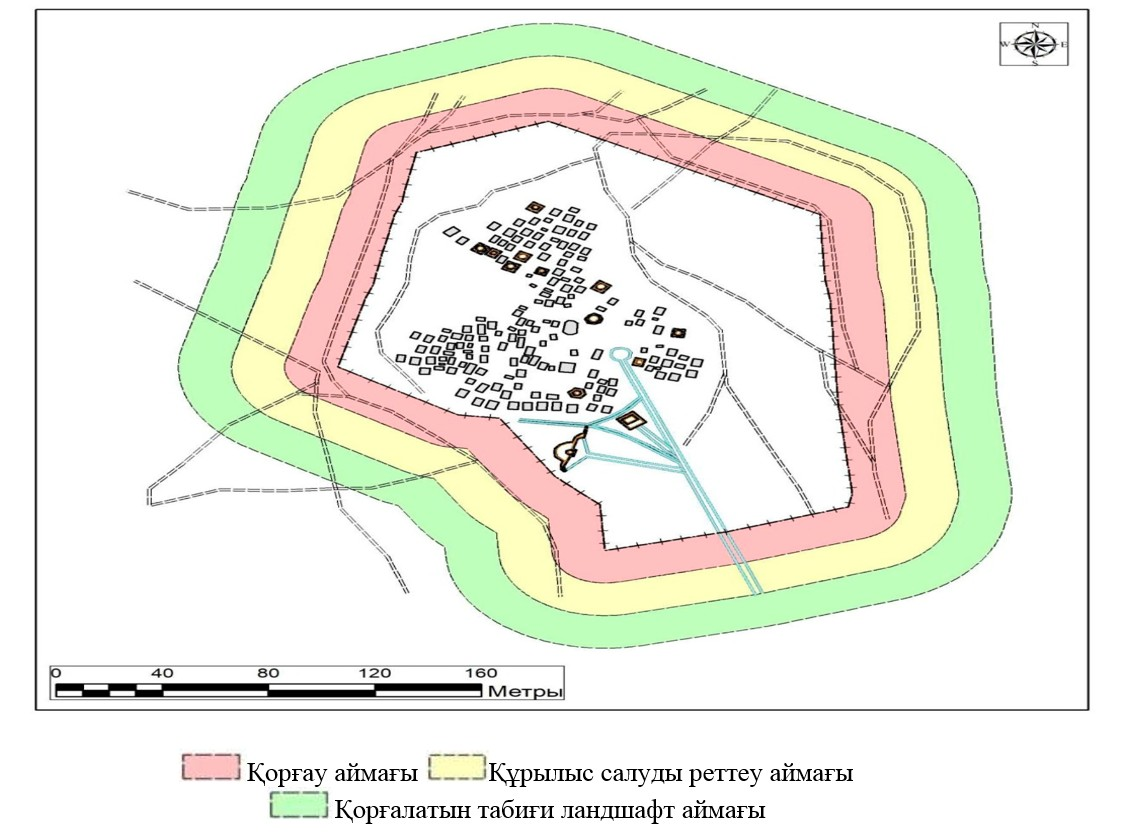 N
W E
S
0 40 80 120 160
Метры
Қорғау аймағы Құрылыс салуды реттеу аймағы
Қорғалатын табиғи ландшафт аймағы